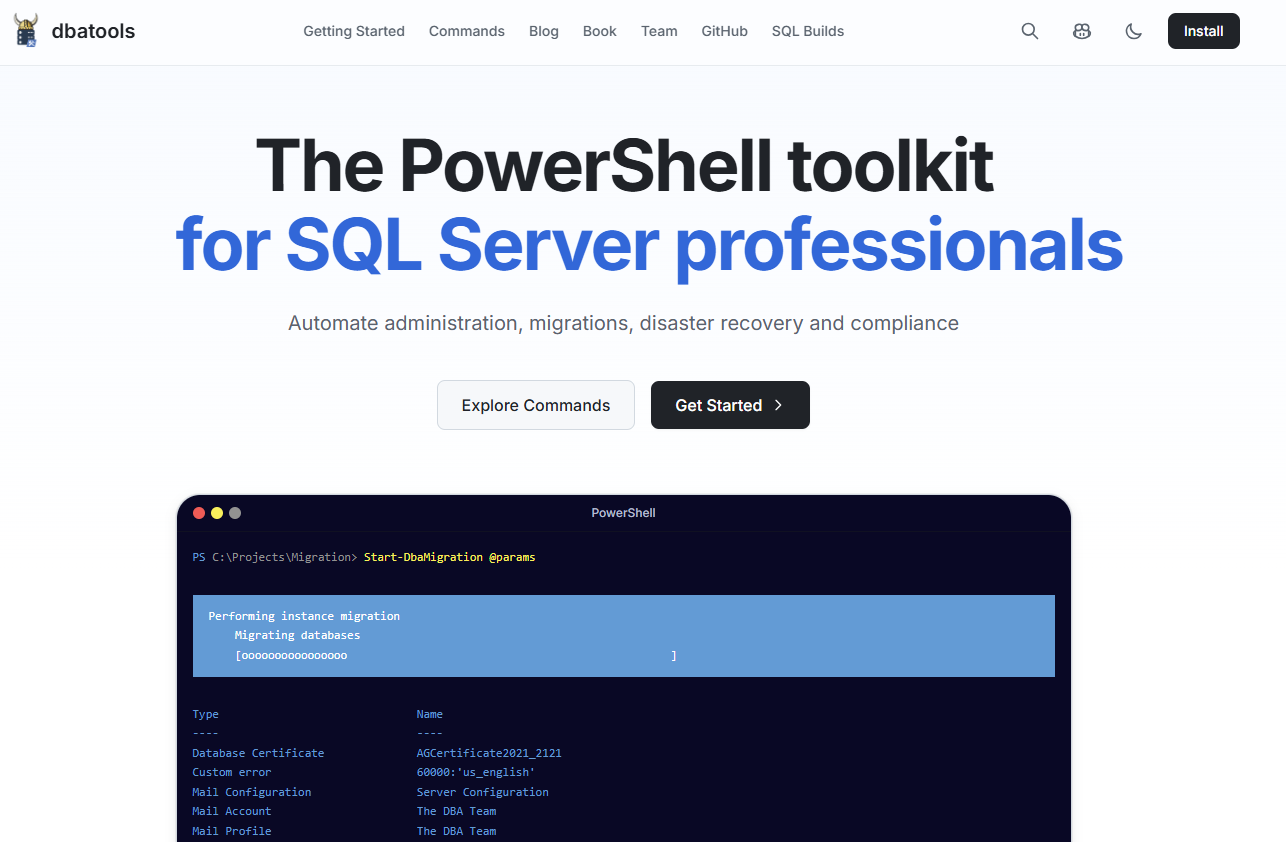 dbatools
Getting Started Commands Blog Book Team GitHub SQL Builds
Install
The PowerShell toolkit
for SQL Server professionals
Automate administration, migrations, disaster recovery and compliance
Explore Commands
Get Started
PowerShell
PS C:\Projects\Migration> Start-DbaMigration @params
Performing instance migration
Migrating databases
[oooooooooooooooo ]
Type Name
---- ----
Database Certificate AGCertificate2021_2121
Custom error 60000:'us_english'
Mail Configuration Server Configuration
Mail Account The DBA Team
Mail Profile The DBA Team